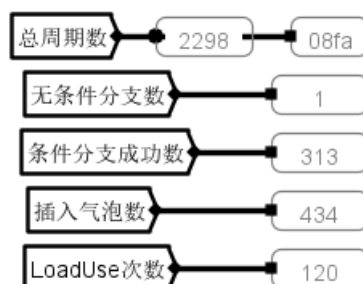 总周期数 2298 08fa
无条件分支数 1
条件分支成功数 313
插入气泡数 434
LoadUse次数 120